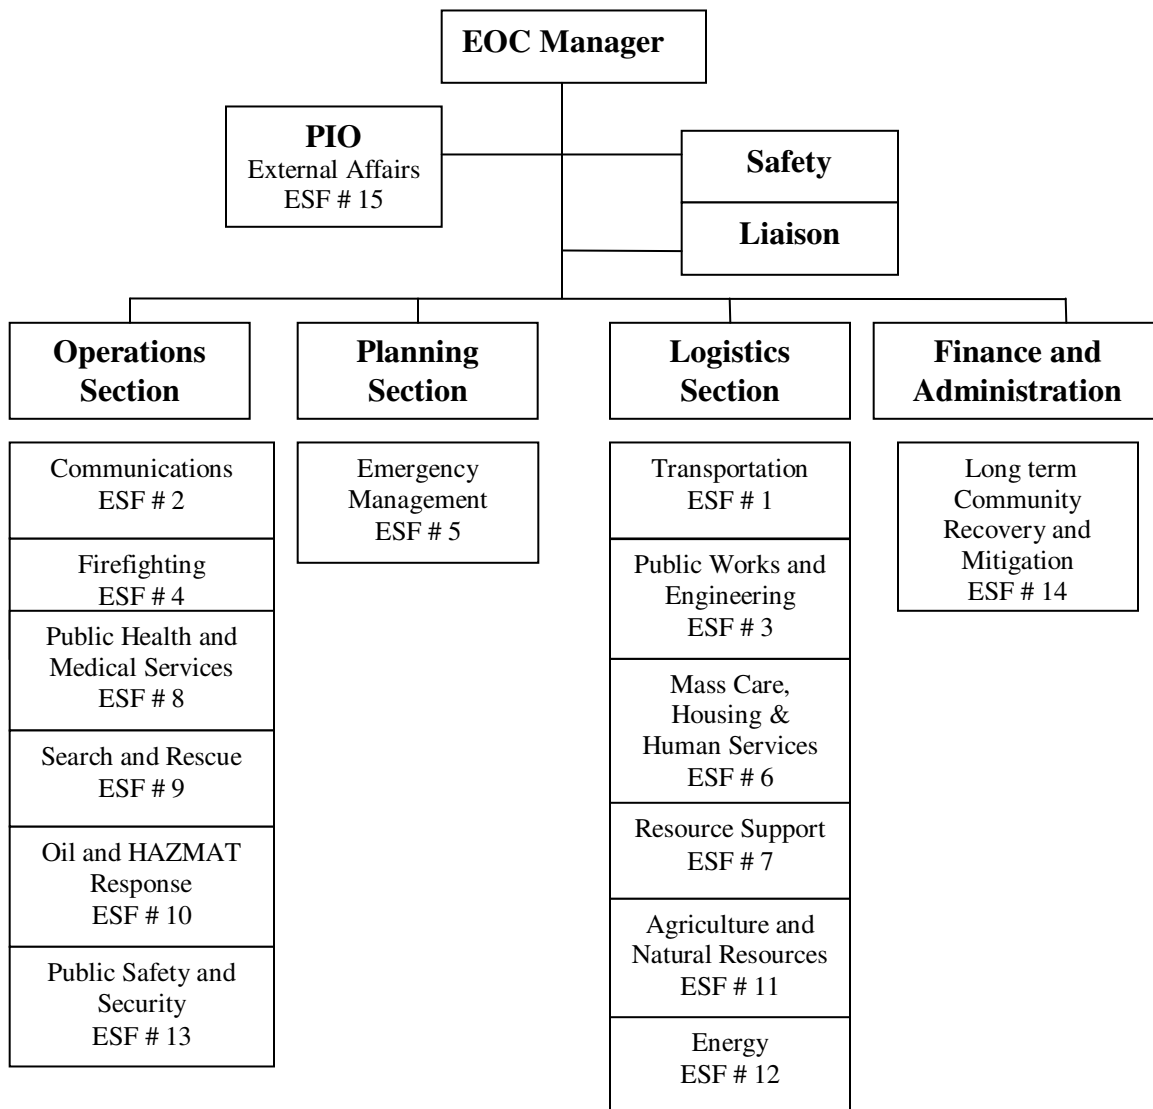 EOC Manager
PIO
External Affairs
ESF # 15
Safety
Liaison
Operations
Section
Planning
Section
Logistics
Section
Finance and
Administration
Communications
ESF # 2
Firefighting
ESF # 4
Public Health and
Medical Services
ESF # 8
Search and Rescue
ESF # 9
Oil and HAZMAT
Response
ESF # 10
Public Safety and
Security
ESF # 13
Emergency
Management
ESF # 5
Transportation
ESF # 1
Public Works and
Engineering
ESF # 3
Mass Care,
Housing &
Human Services
ESF # 6
Resource Support
ESF # 7
Agriculture and
Natural Resources
ESF # 11
Energy
ESF # 12
Long term
Community
Recovery and
Mitigation
ESF # 14